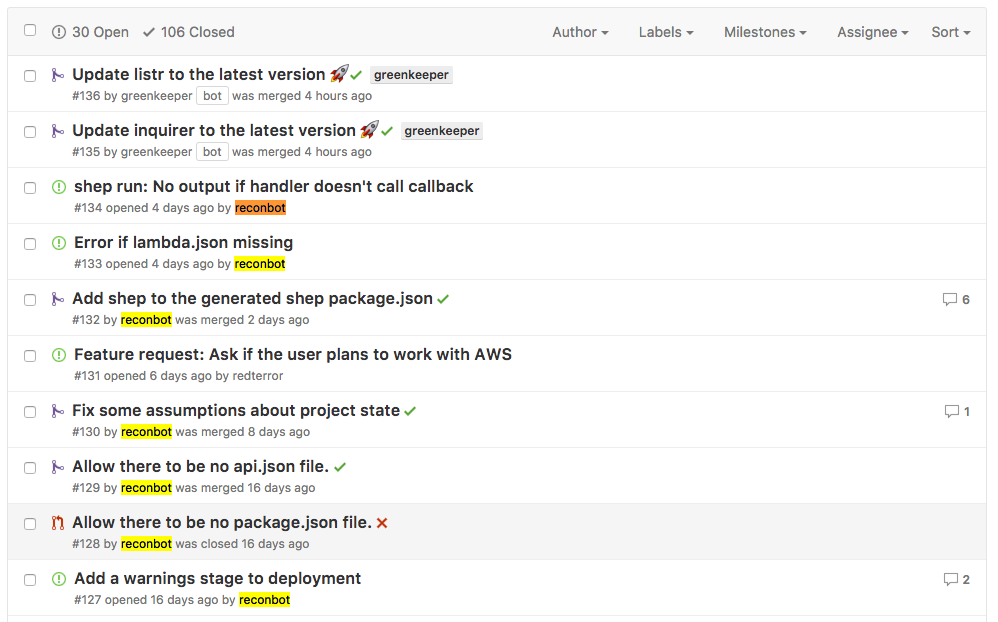 30 Open 106 Closed Author Labels Milestones Assignee Sort
Update listr to the latest version 🚀 greenkeeper
#136 by greenkeeper bot was merged 4 hours ago
Update inquirer to the latest version 🚀 greenkeeper
#135 by greenkeeper bot was merged 4 hours ago
shep run: No output if handler doesn't call callback
#134 opened 4 days ago by reconbot
Error if lambda.json missing
#133 opened 4 days ago by reconbot
Add shep to the generated shep package.json 6
#132 by reconbot was merged 2 days ago
Feature request: Ask if the user plans to work with AWS
#131 opened 6 days ago by redterror
Fix some assumptions about project state 1
#130 by reconbot was merged 8 days ago
Allow there to be no api.json file.
#129 by reconbot was merged 16 days ago
Allow there to be no package.json file.
#128 by reconbot was closed 16 days ago
Add a warnings stage to deployment 2
#127 opened 16 days ago by reconbot